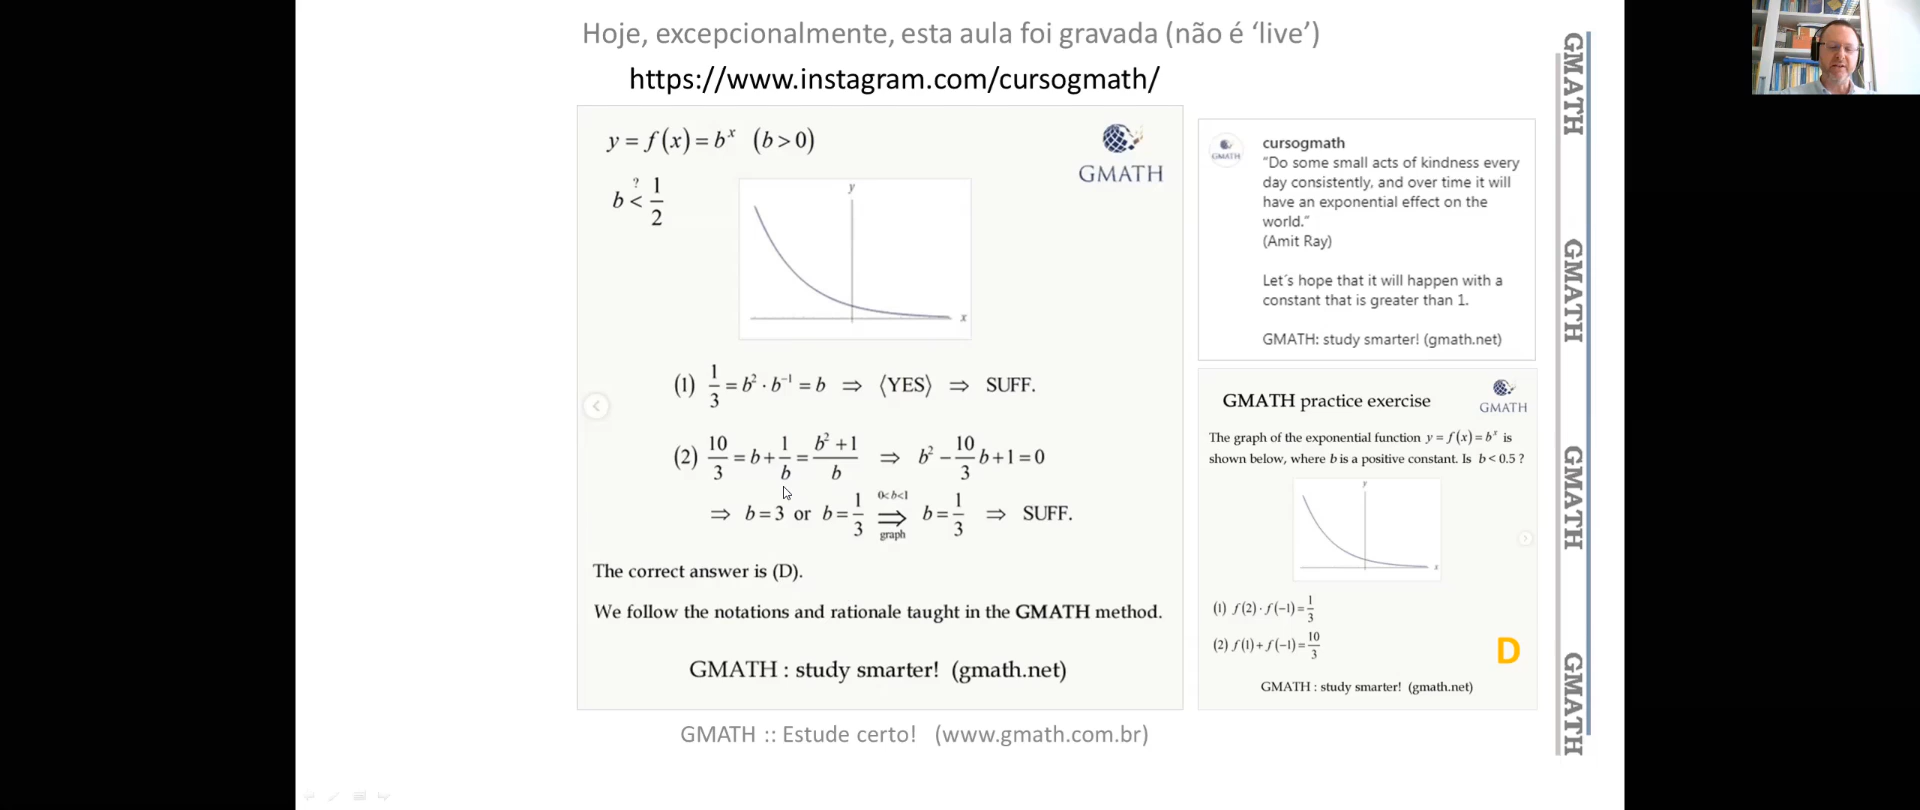 Hoje, excepcionalmente, esta aula foi gravada (não é ‘live’)
https://www.instagram.com/cursogmath/
y = f(x) = b^x (b > 0)
GMATH
b <^? 1/2
y
x
(1) 1/3 = b² · b⁻¹ = b ⇒ ⟨YES⟩ ⇒ SUFF.
(2) 10/3 = b + 1/b = (b² + 1)/b ⇒ b² − 10/3 b + 1 = 0
⇒ b = 3 or b = 1/3 0<b<1 ⇒ graph b = 1/3 ⇒ SUFF.
The correct answer is (D).
We follow the notations and rationale taught in the GMATH method.
GMATH : study smarter! (gmath.net)
GMATH
cursogmath
“Do some small acts of kindness every
day consistently, and over time it will
have an exponential effect on the
world.”
(Amit Ray)
Let´s hope that it will happen with a
constant that is greater than 1.
GMATH: study smarter! (gmath.net)
GMATH practice exercise
GMATH
The graph of the exponential function y = f(x) = b^x is
shown below, where b is a positive constant. Is b < 0.5 ?
y
x
(1) f(2) · f(−1) = 1/3
(2) f(1) + f(−1) = 10/3
D
GMATH : study smarter! (gmath.net)
GMATH :: Estude certo! (www.gmath.com.br)
GMATH
GMATH
GMATH
GMATH